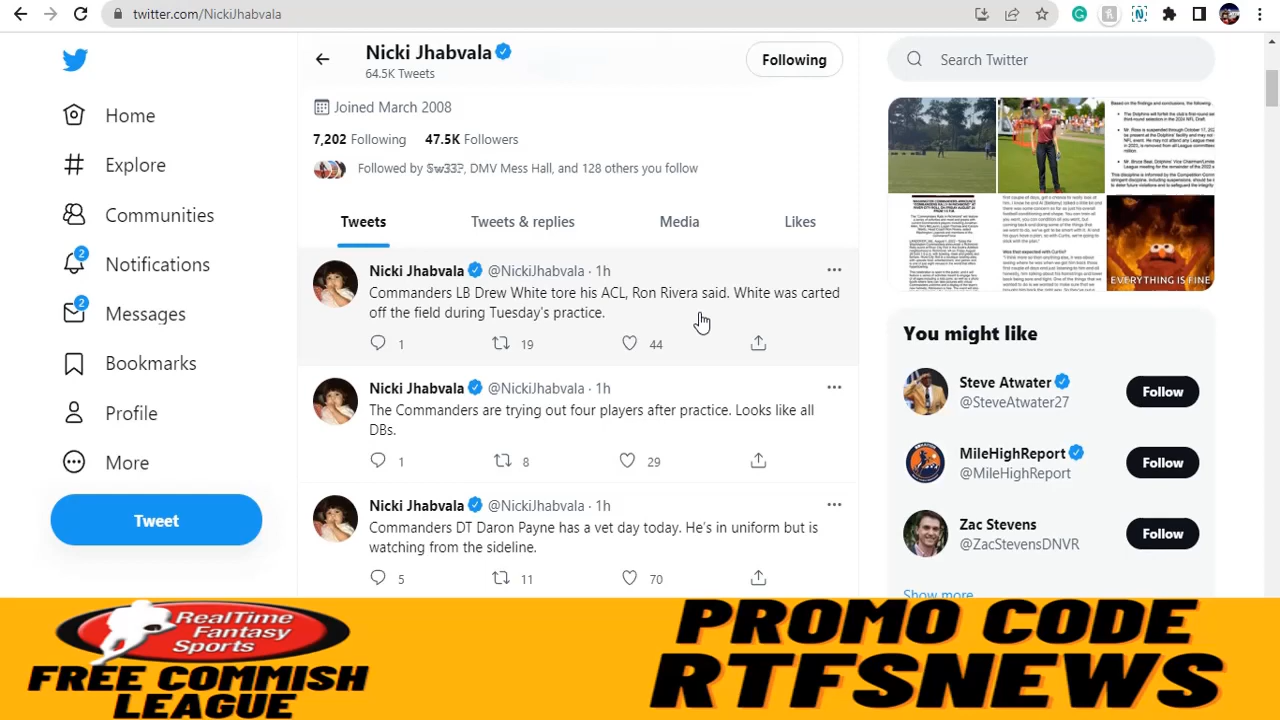 twitter.com/NickiJhabvala
Nicki Jhabvala
64.5K Tweets
Following
Search Twitter
Joined March 2008
7,202 Following 47.5K Followers
Followed by DMV Mess Hall, and 128 others you follow
Tweets
Tweets & replies
Media
Likes
Home
Explore
Communities
2
Notifications
2
Messages
Bookmarks
Profile
More
Tweet
Nicki Jhabvala @NickiJhabvala · 1h
Commanders LB Drew White tore his ACL, Ron Rivera said. White was carted
off the field during Tuesday's practice.
1 19 44
Nicki Jhabvala @NickiJhabvala · 1h
The Commanders are trying out four players after practice. Looks like all
DBs.
1 8 29
Nicki Jhabvala @NickiJhabvala · 1h
Commanders DT Daron Payne has a vet day today. He's in uniform but is
watching from the sideline.
5 11 70
EVERYTHING IS FINE
You might like
Steve Atwater
@SteveAtwater27
Follow
MileHighReport
@MileHighReport
Follow
Zac Stevens
@ZacStevensDNVR
Follow
Show more
RealTime
Fantasy
Sports
FREE COMMISH
LEAGUE
PROMO CODE
RTFSNEWS